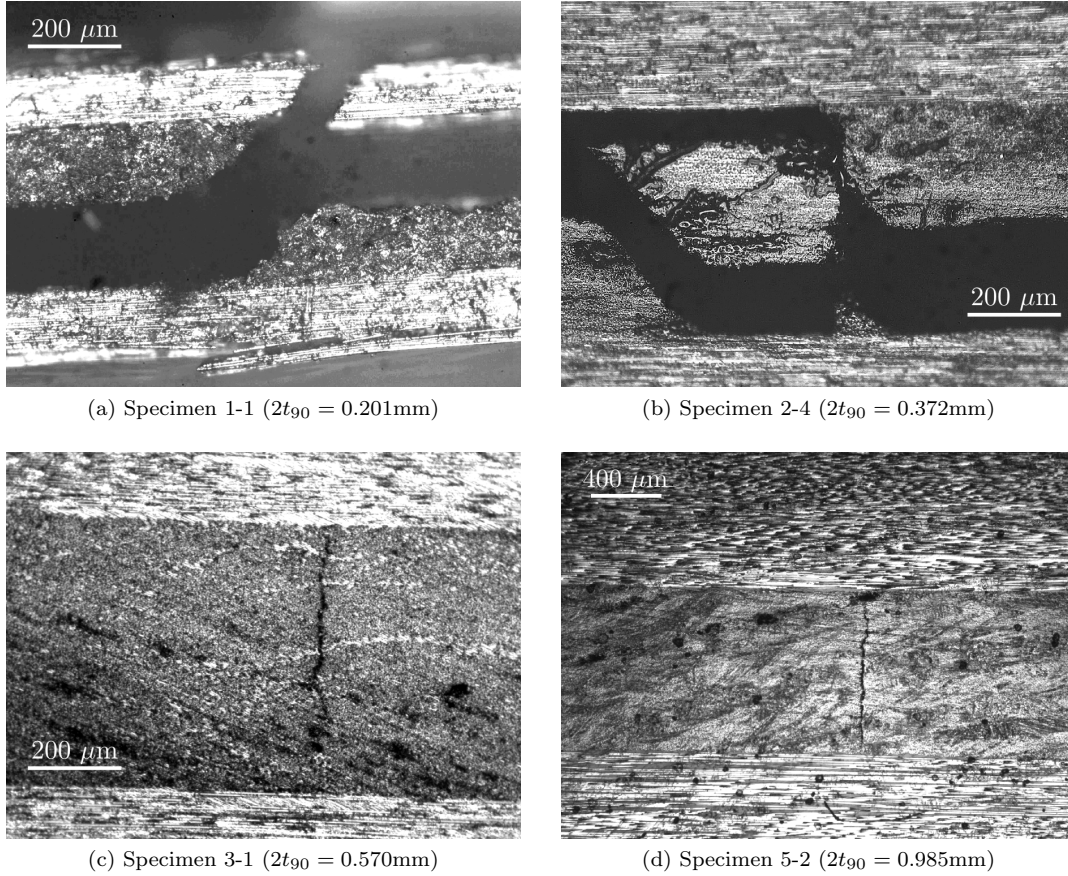 200 μm
200 μm
(a) Specimen 1-1 (2t₉₀ = 0.201mm)
(b) Specimen 2-4 (2t₉₀ = 0.372mm)
400 μm
200 μm
(c) Specimen 3-1 (2t₉₀ = 0.570mm)
(d) Specimen 5-2 (2t₉₀ = 0.985mm)